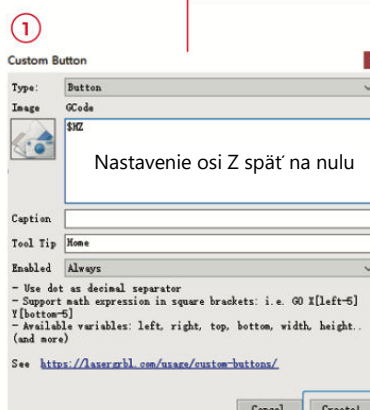 1
Custom Button
Type: Button
Image GCode
$HZ
Nastavenie osi Z späť na nulu
Caption
Tool Tip Home
Enabled Always
- Use dot as decimal separator
- Support math expression in square brackets: i.e. G0 X[left-5]
Y[bottom-5]
- Available variables: left, right, top, bottom, width, height..
(and more)
See https://lasergrbl.com/usage/custom-buttons/
Cancel Create!